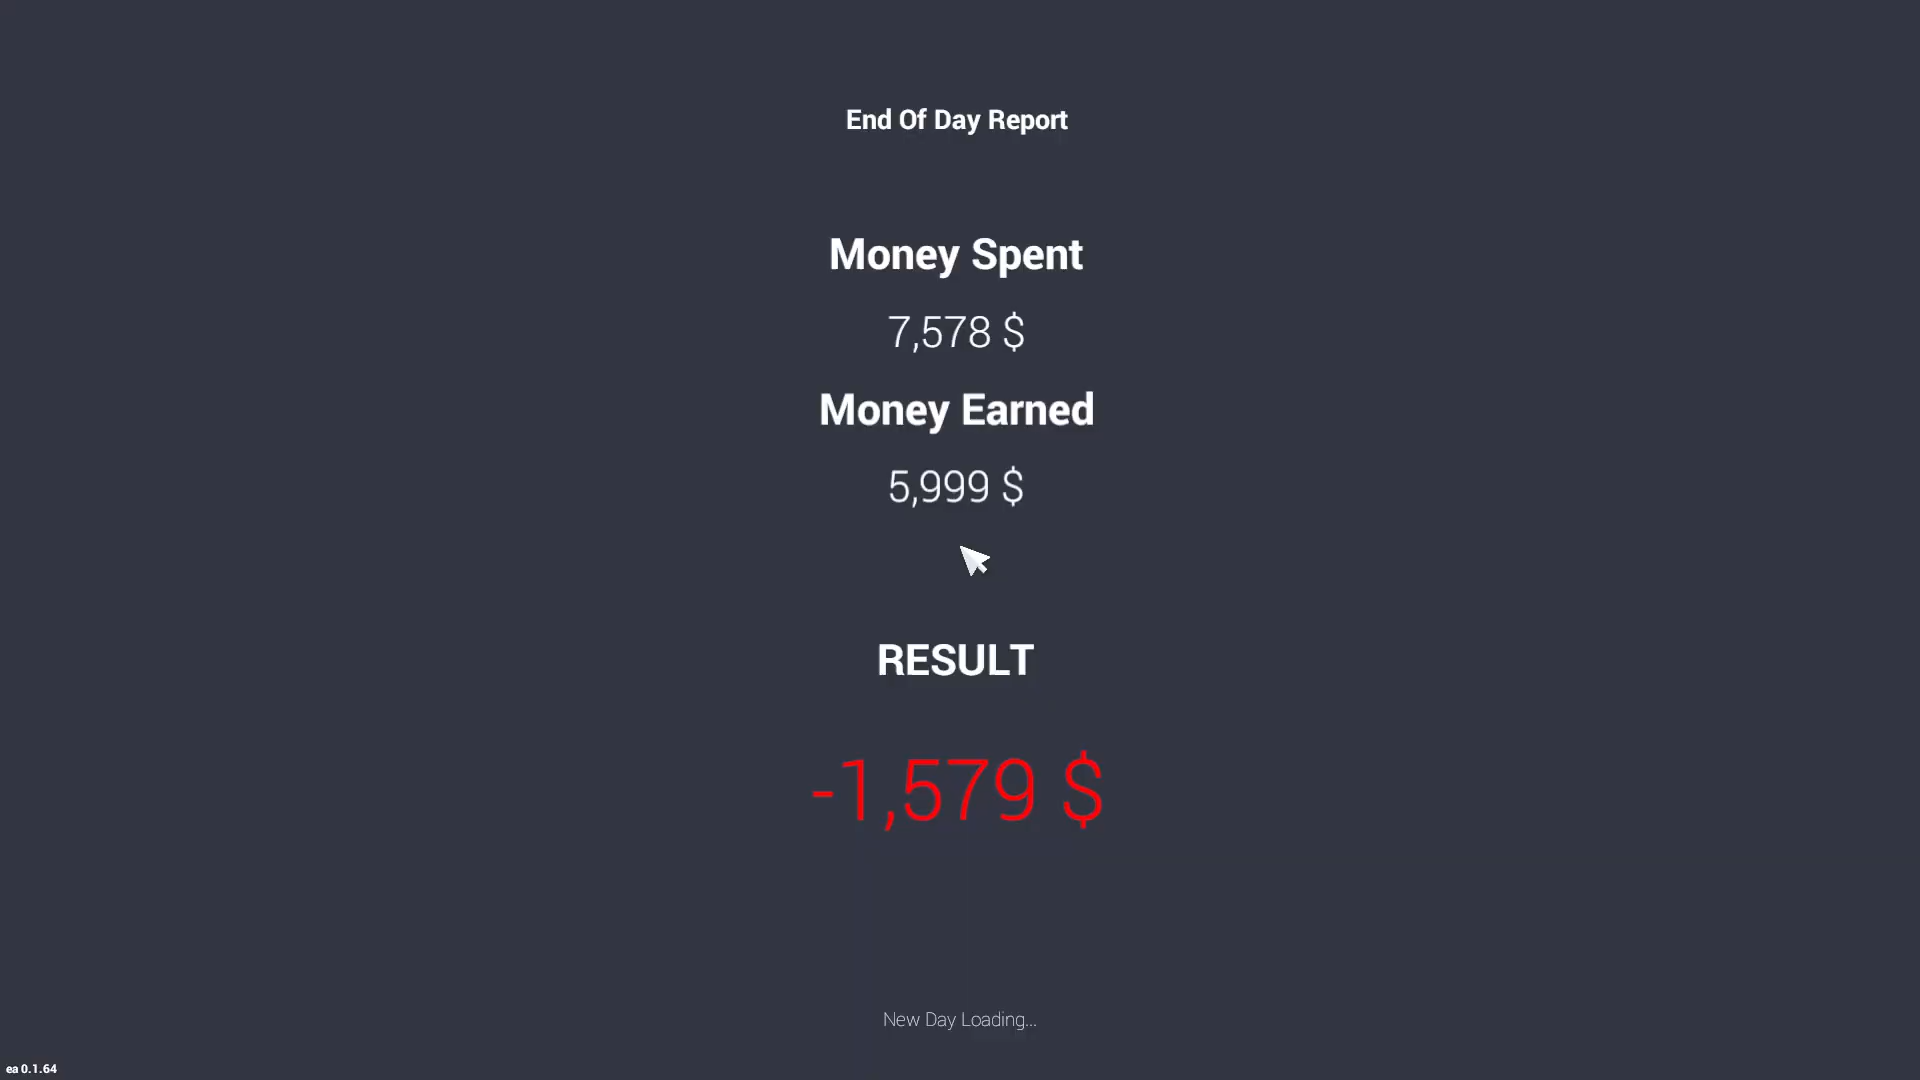 End Of Day Report
Money Spent
7,578 $
Money Earned
5,999 $
RESULT
-1,579 $
New Day Loading...
ea 0.1.64